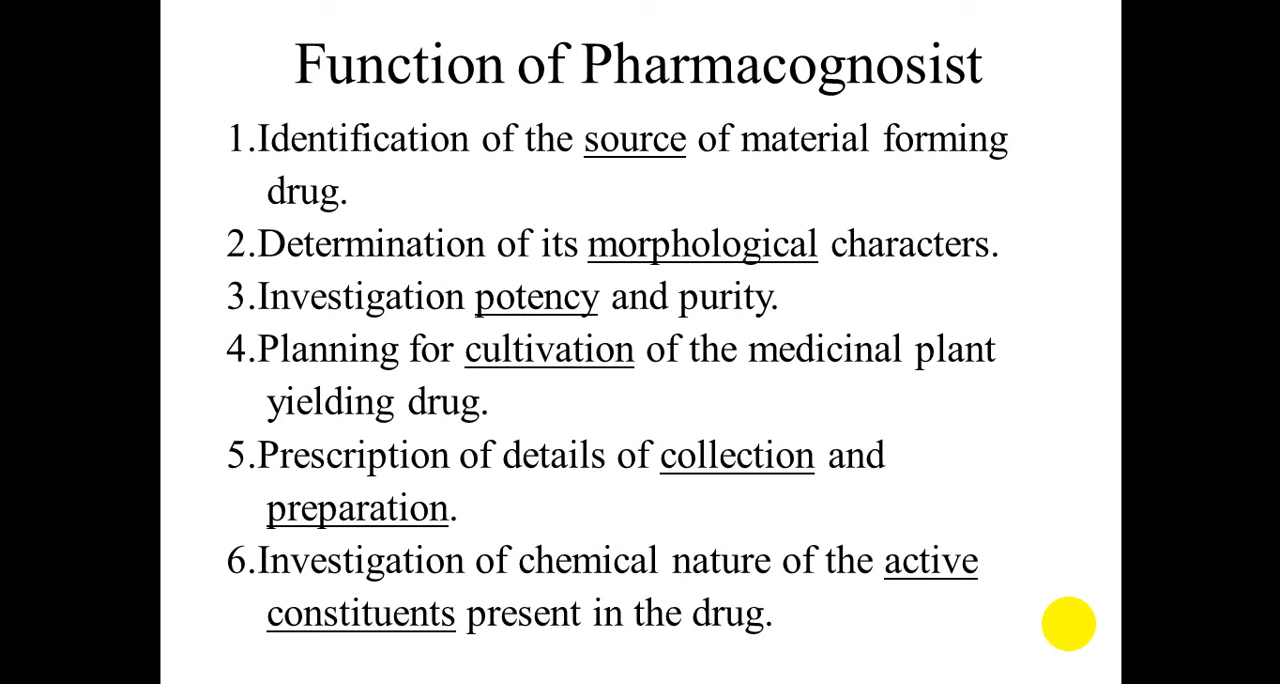 Function of Pharmacognosist
1.Identification of the source of material forming
drug.
2.Determination of its morphological characters.
3.Investigation potency and purity.
4.Planning for cultivation of the medicinal plant
yielding drug.
5.Prescription of details of collection and
preparation.
6.Investigation of chemical nature of the active
constituents present in the drug.